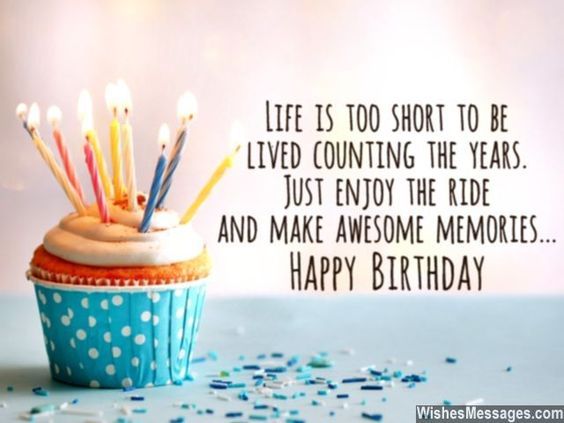 Life is too short to be
lived counting the years.
Just enjoy the ride
and make awesome memories...
Happy Birthday
WishesMessages.com